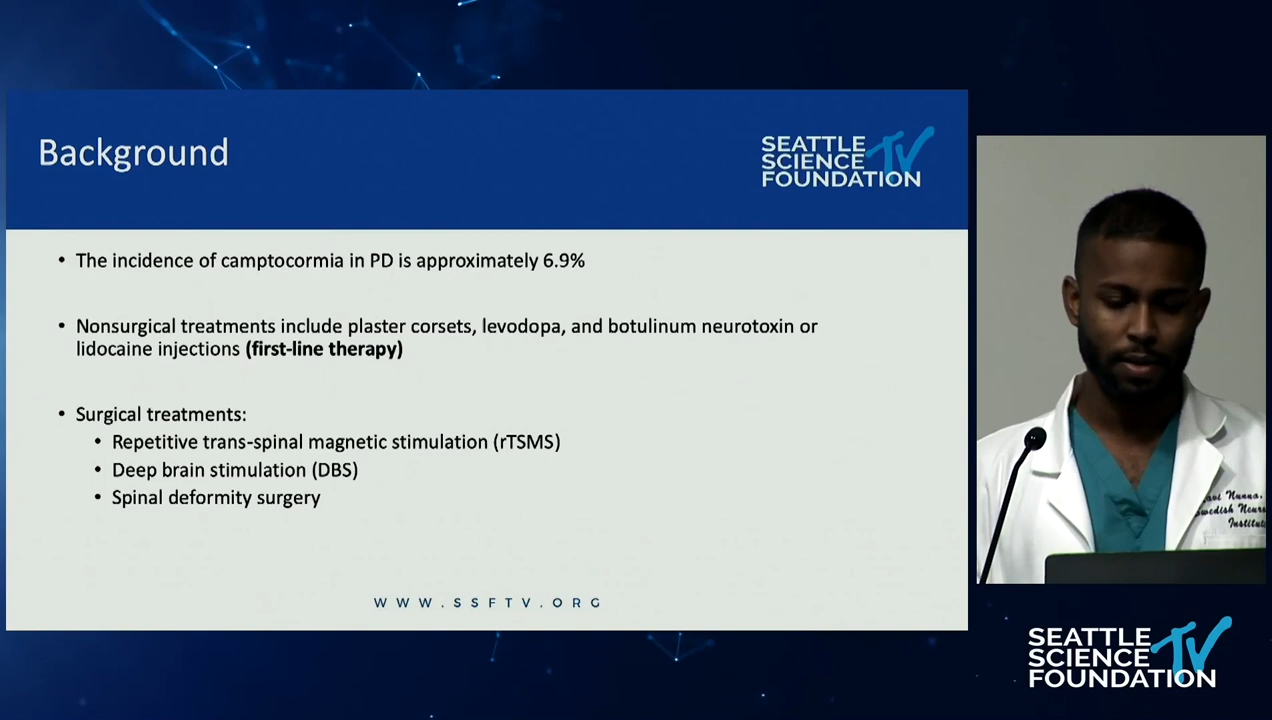 Background
SEATTLE
SCIENCE TV
FOUNDATION
• The incidence of camptocormia in PD is approximately 6.9%
• Nonsurgical treatments include plaster corsets, levodopa, and botulinum neurotoxin or
lidocaine injections (first-line therapy)
• Surgical treatments:
• Repetitive trans-spinal magnetic stimulation (rTSMS)
• Deep brain stimulation (DBS)
• Spinal deformity surgery
WWW.SSFTV.ORG
Nunna,
Swedish
SEATTLE
SCIENCE TV
FOUNDATION